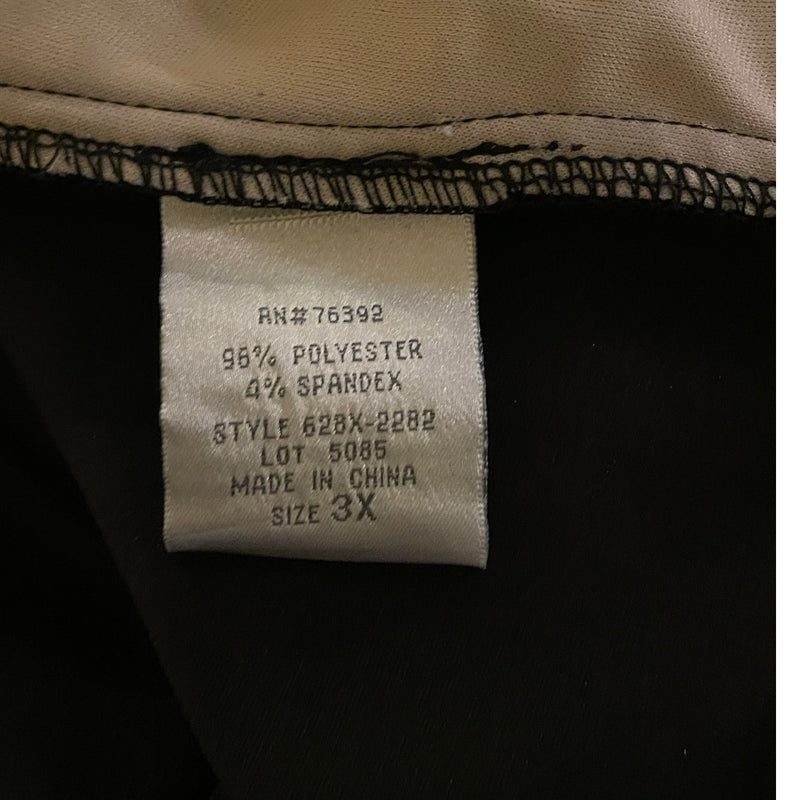 RN#76392
96% POLYESTER
4% SPANDEX
STYLE 628X-2282
LOT 5085
MADE IN CHINA
SIZE 3X